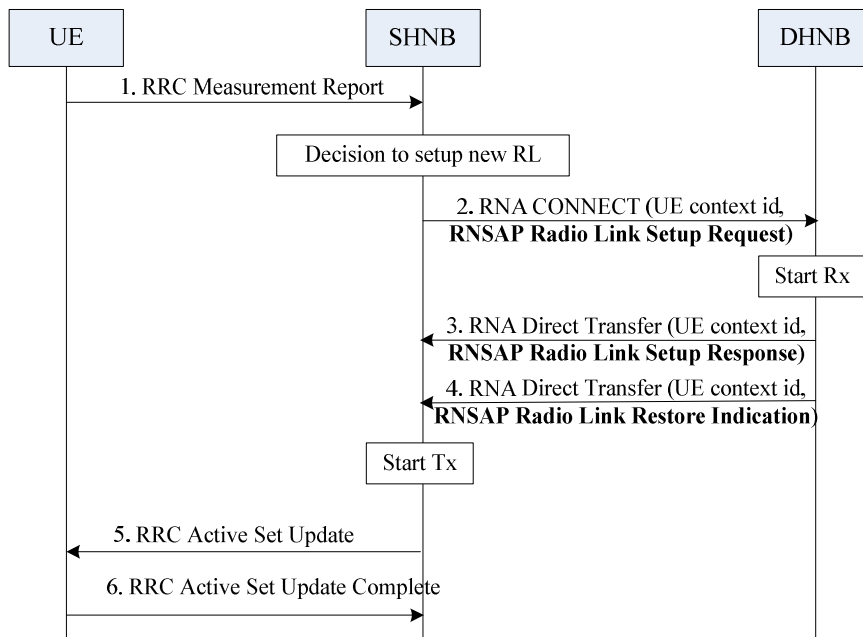 UE
SHNB
DHNB
1. RRC Measurement Report
Decision to setup new RL
2. RNA CONNECT (UE context id,
RNSAP Radio Link Setup Request)
Start Rx
3. RNA Direct Transfer (UE context id,
RNSAP Radio Link Setup Response)
4. RNA Direct Transfer (UE context id,
RNSAP Radio Link Restore Indication)
Start Tx
5. RRC Active Set Update
6. RRC Active Set Update Complete